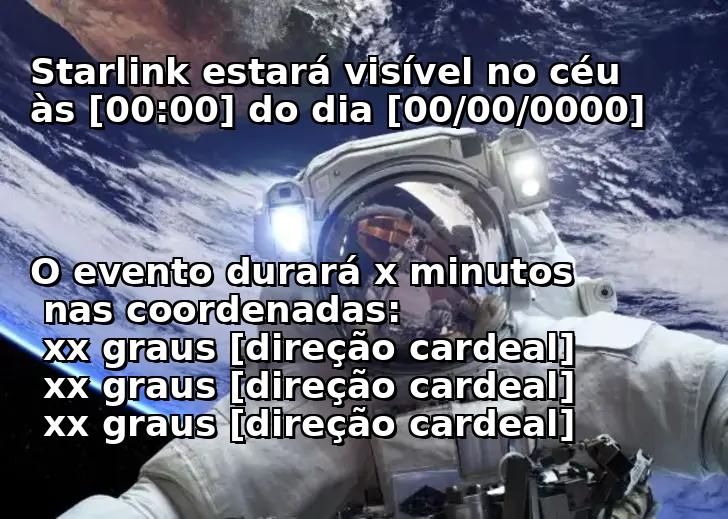 Starlink estará visível no céu
às [00:00] do dia [00/00/0000]
O evento durará x minutos
nas coordenadas:
xx graus [direção cardeal]
xx graus [direção cardeal]
xx graus [direção cardeal]